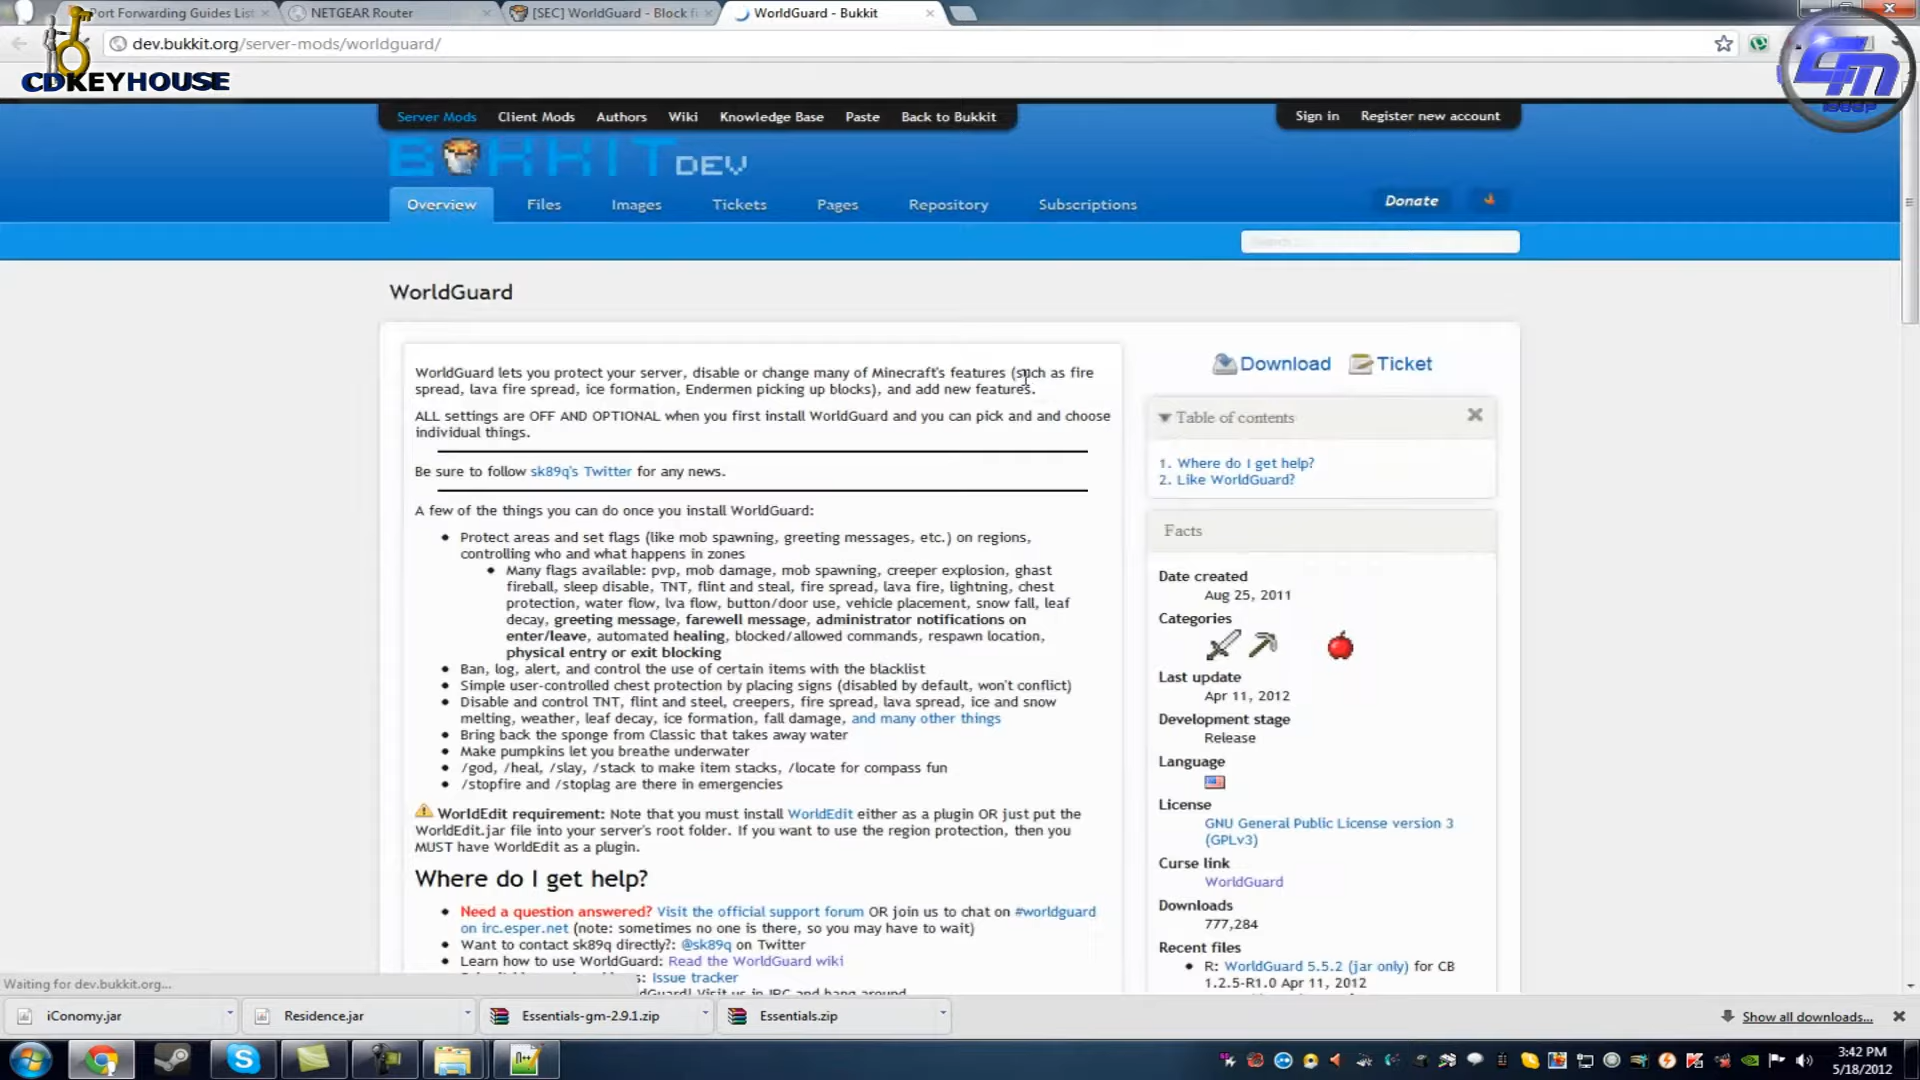 Port Forwarding Guides List
NETGEAR Router
[SEC] WorldGuard - Block fi
WorldGuard - Bukkit
dev.bukkit.org/server-mods/worldguard/
CDKEYHOUSE
Server Mods Client Mods Authors Wiki Knowledge Base Paste Back to Bukkit
Sign in Register new account
BUKKIT DEV
Overview Files Images Tickets Pages Repository Subscriptions
Donate
WorldGuard
WorldGuard lets you protect your server, disable or change many of Minecraft's features (such as fire
spread, lava fire spread, ice formation, Endermen picking up blocks), and add new features.
ALL settings are OFF AND OPTIONAL when you first install WorldGuard and you can pick and and choose
individual things.
Be sure to follow sk89q's Twitter for any news.
A few of the things you can do once you install WorldGuard:
Protect areas and set flags (like mob spawning, greeting messages, etc.) on regions,
controlling who and what happens in zones
Many flags available: pvp, mob damage, mob spawning, creeper explosion, ghast
fireball, sleep disable, TNT, flint and steal, fire spread, lava fire, lightning, chest
protection, water flow, lva flow, button/door use, vehicle placement, snow fall, leaf
decay, greeting message, farewell message, administrator notifications on
enter/leave, automated healing, blocked/allowed commands, respawn location,
physical entry or exit blocking
Ban, log, alert, and control the use of certain items with the blacklist
Simple user-controlled chest protection by placing signs (disabled by default, won't conflict)
Disable and control TNT, flint and steel, creepers, fire spread, lava spread, ice and snow
melting, weather, leaf decay, ice formation, fall damage, and many other things
Bring back the sponge from Classic that takes away water
Make pumpkins let you breathe underwater
/god, /heal, /slay, /stack to make item stacks, /locate for compass fun
/stopfire and /stoplag are there in emergencies
WorldEdit requirement: Note that you must install WorldEdit either as a plugin OR just put the
WorldEdit.jar file into your server's root folder. If you want to use the region protection, then you
MUST have WorldEdit as a plugin.
Where do I get help?
Need a question answered? Visit the official support forum OR join us to chat on #worldguard
on irc.esper.net (note: sometimes no one is there, so you may have to wait)
Want to contact sk89q directly?: @sk89q on Twitter
Learn how to use WorldGuard: Read the WorldGuard wiki
s: Issue tracker
Guard! Visit us in IRC and hang around
Download Ticket
Table of contents
1. Where do I get help?
2. Like WorldGuard?
Facts
Date created
Aug 25, 2011
Categories
Last update
Apr 11, 2012
Development stage
Release
Language
License
GNU General Public License version 3
(GPLv3)
Curse link
WorldGuard
Downloads
777,284
Recent files
R: WorldGuard 5.5.2 (jar only) for CB
1.2.5-R1.0 Apr 11, 2012
Waiting for dev.bukkit.org...
iConomy.jar
Residence.jar
Essentials-gm-2.9.1.zip
Essentials.zip
Show all downloads...
3:42 PM
5/18/2012